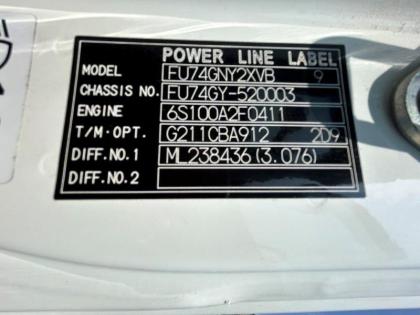 POWER LINE LABEL
MODEL FU74GNY2XVB 9
CHASSIS NO. FU74GY-520003
ENGINE 6S100A2F0411
T/M·OPT. G211CBA912 2D9
DIFF.NO.1 ML238436(3.076)
DIFF.NO.2